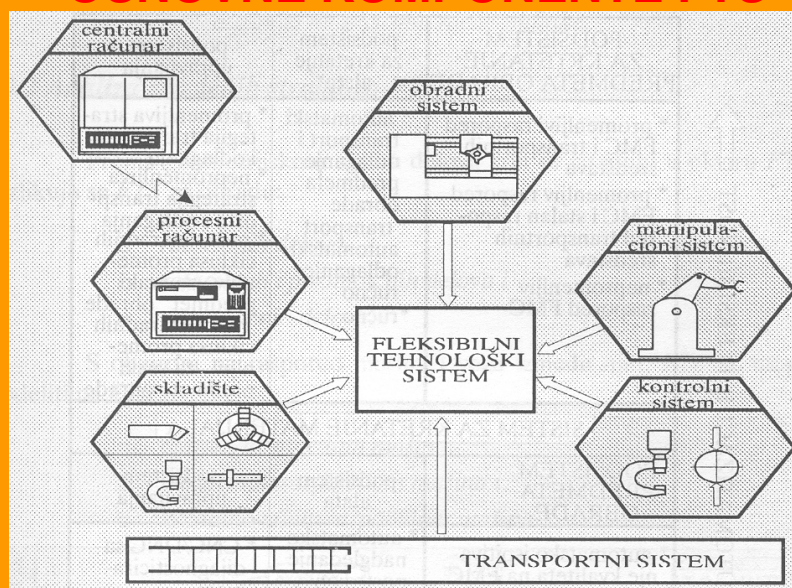 centralni
računar
obradni
sistem
procesni
računar
manipula-
cioni sistem
FLEKSIBILNI
TEHNOLOŠKI
SISTEM
skladište
kontrolni
sistem
TRANSPORTNI SISTEM